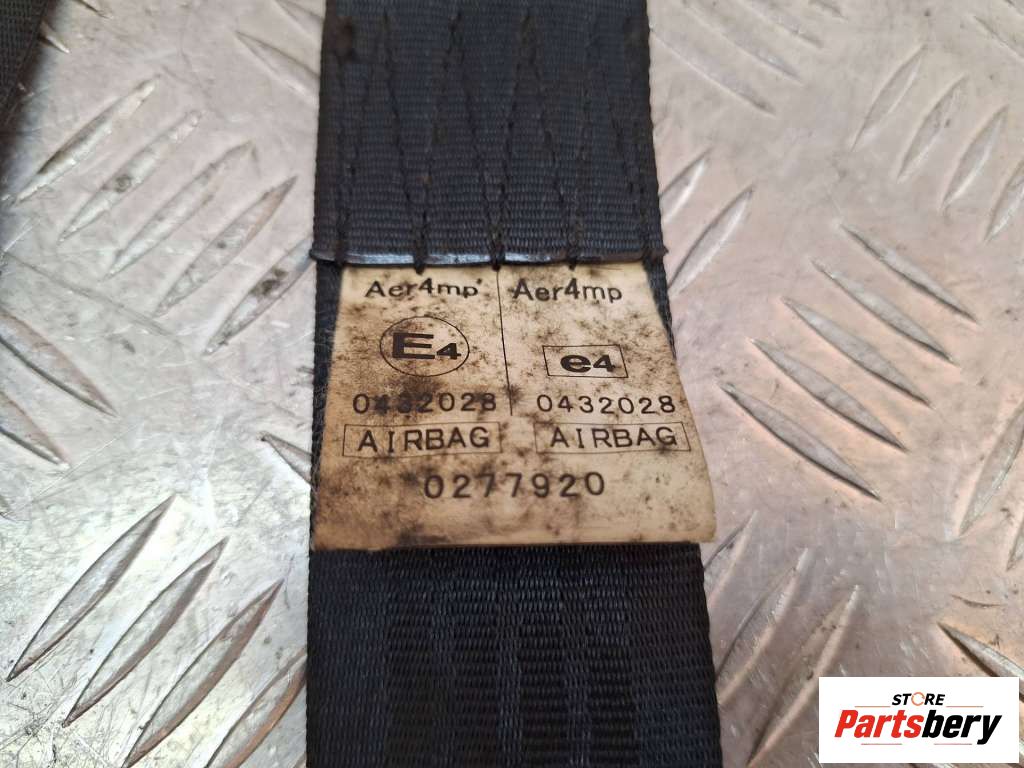 Aer4mp Aer4mp
E4 e4
0432028 0432028
AIRBAG AIRBAG
0277920
STORE
Partsbery